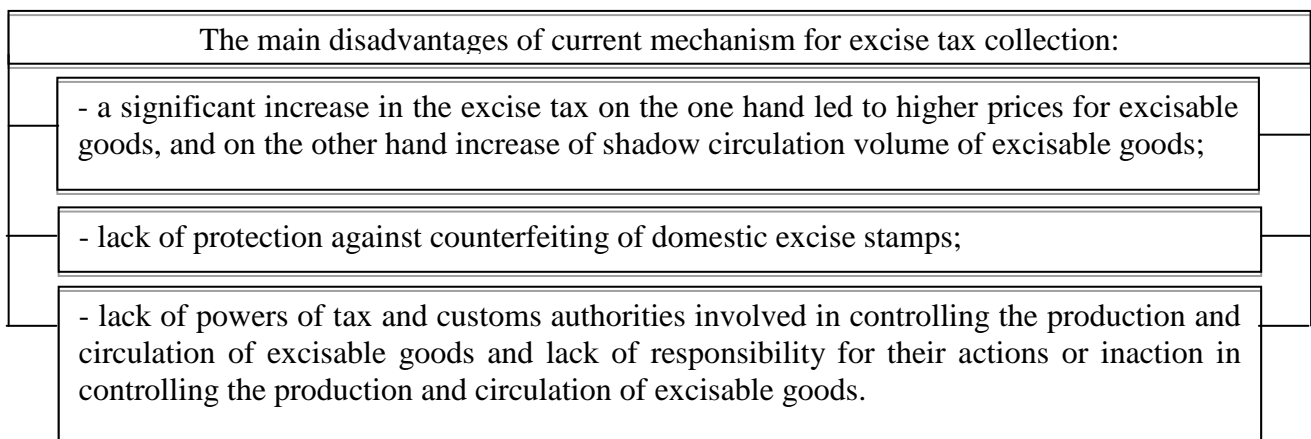 The main disadvantages of current mechanism for excise tax collection:
- a significant increase in the excise tax on the one hand led to higher prices for excisable
goods, and on the other hand increase of shadow circulation volume of excisable goods;
- lack of protection against counterfeiting of domestic excise stamps;
- lack of powers of tax and customs authorities involved in controlling the production and
circulation of excisable goods and lack of responsibility for their actions or inaction in
controlling the production and circulation of excisable goods.